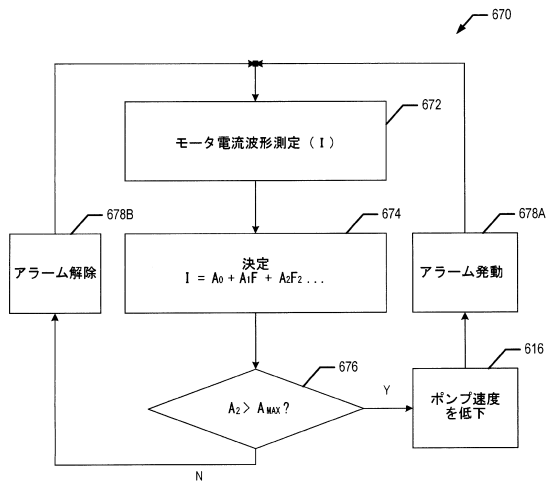 670
672
モータ電流波形測定（I）
674
678B
678A
決定
I = A0 + A1F + A2F2 ...
アラーム解除
アラーム発動
676
616
A2 > A MAX ?
Y
ポンプ速度
を低下
N